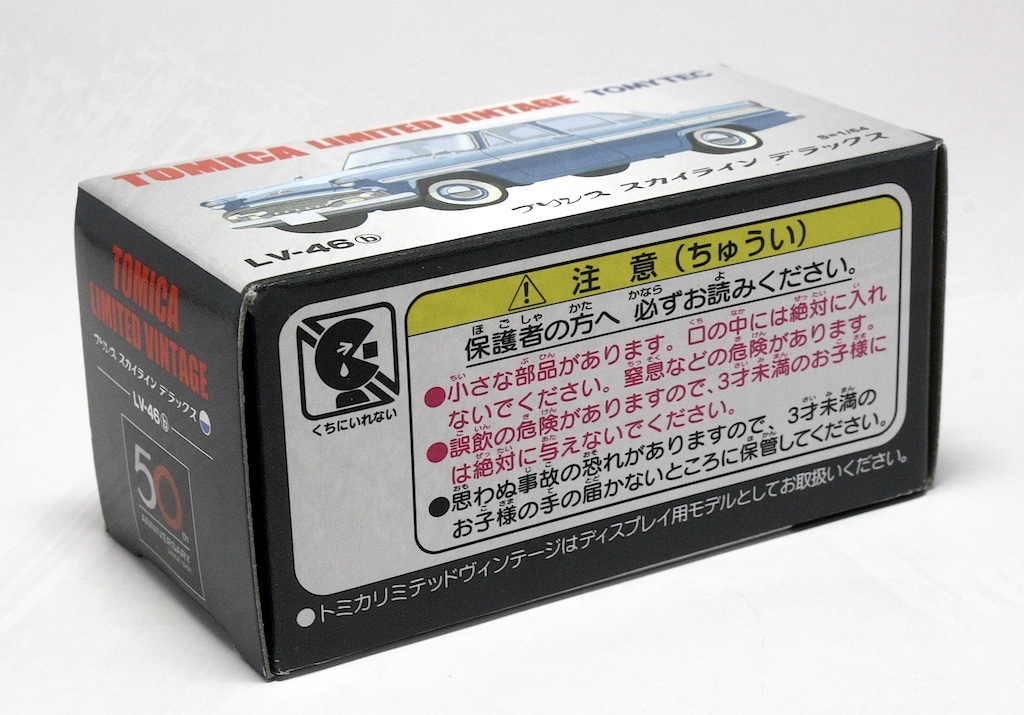 TOMICA LIMITED VINTAGE TOMYTEC
S=1/64
プリンス スカイライン デラックス
LV-46 ⓑ
TOMICA
LIMITED VINTAGE
プリンス スカイライン デラックス
LV-46 ⓑ
50th
ANNIVERSARY
くちにいれない
注 意 (ちゅうい)
保護者の方へ 必ずお読みください。
●小さな部品があります。口の中には絶対に入れ
ないでください。窒息などの危険があります。
●誤飲の危険がありますので、3才未満のお子様に
は絶対に与えないでください。
●思わぬ事故の恐れがありますので、3才未満の
お子様の手の届かないところに保管してください。
●トミカリミテッドヴィンテージはディスプレイ用モデルとしてお取扱いください。